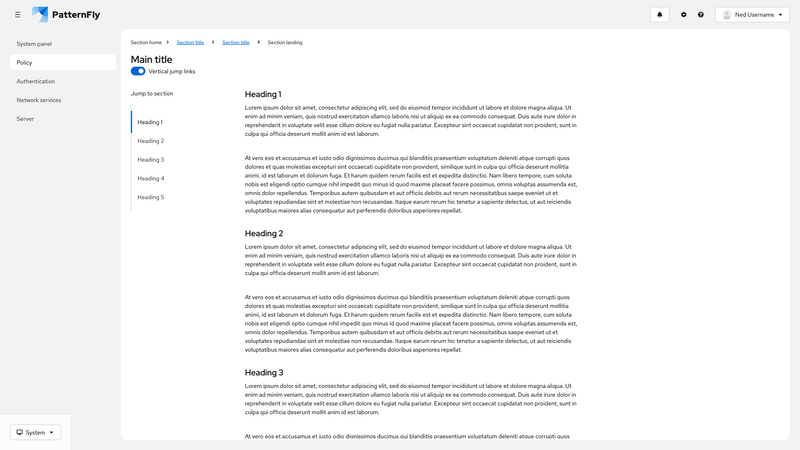 PatternFly
Ned Username
System panel
Policy
Authentication
Network services
Server
System
Section home
Section title
Section title
Section landing
Main title
Vertical jump links
Jump to section
Heading 1
Heading 2
Heading 3
Heading 4
Heading 5
Heading 1
Lorem ipsum dolor sit amet, consectetur adipiscing elit, sed do eiusmod tempor incididunt ut labore et dolore magna aliqua. Ut
enim ad minim veniam, quis nostrud exercitation ullamco laboris nisi ut aliquip ex ea commodo consequat. Duis aute irure dolor in
reprehenderit in voluptate velit esse cillum dolore eu fugiat nulla pariatur. Excepteur sint occaecat cupidatat non proident, sunt in
culpa qui officia deserunt mollit anim id est laborum.
At vero eos et accusamus et iusto odio dignissimos ducimus qui blanditiis praesentium voluptatum deleniti atque corrupti quos
dolores et quas molestias excepturi sint occaecati cupiditate non provident, similique sunt in culpa qui officia deserunt mollitia
animi, id est laborum et dolorum fuga. Et harum quidem rerum facilis est et expedita distinctio. Nam libero tempore, cum soluta
nobis est eligendi optio cumque nihil impedit quo minus id quod maxime placeat facere possimus, omnis voluptas assumenda est,
omnis dolor repellendus. Temporibus autem quibusdam et aut officiis debitis aut rerum necessitatibus saepe eveniet ut et
voluptates repudiandae sint et molestiae non recusandae. Itaque earum rerum hic tenetur a sapiente delectus, ut aut reiciendis
voluptatibus maiores alias consequatur aut perferendis doloribus asperiores repellat.
Heading 2
Lorem ipsum dolor sit amet, consectetur adipiscing elit, sed do eiusmod tempor incididunt ut labore et dolore magna aliqua. Ut
enim ad minim veniam, quis nostrud exercitation ullamco laboris nisi ut aliquip ex ea commodo consequat. Duis aute irure dolor in
reprehenderit in voluptate velit esse cillum dolore eu fugiat nulla pariatur. Excepteur sint occaecat cupidatat non proident, sunt in
culpa qui officia deserunt mollit anim id est laborum.
At vero eos et accusamus et iusto odio dignissimos ducimus qui blanditiis praesentium voluptatum deleniti atque corrupti quos
dolores et quas molestias excepturi sint occaecati cupiditate non provident, similique sunt in culpa qui officia deserunt mollitia
animi, id est laborum et dolorum fuga. Et harum quidem rerum facilis est et expedita distinctio. Nam libero tempore, cum soluta
nobis est eligendi optio cumque nihil impedit quo minus id quod maxime placeat facere possimus, omnis voluptas assumenda est,
omnis dolor repellendus. Temporibus autem quibusdam et aut officiis debitis aut rerum necessitatibus saepe eveniet ut et
voluptates repudiandae sint et molestiae non recusandae. Itaque earum rerum hic tenetur a sapiente delectus, ut aut reiciendis
voluptatibus maiores alias consequatur aut perferendis doloribus asperiores repellat.
Heading 3
Lorem ipsum dolor sit amet, consectetur adipiscing elit, sed do eiusmod tempor incididunt ut labore et dolore magna aliqua. Ut
enim ad minim veniam, quis nostrud exercitation ullamco laboris nisi ut aliquip ex ea commodo consequat. Duis aute irure dolor in
reprehenderit in voluptate velit esse cillum dolore eu fugiat nulla pariatur. Excepteur sint occaecat cupidatat non proident, sunt in
culpa qui officia deserunt mollit anim id est laborum.
At vero eos et accusamus et iusto odio dignissimos ducimus qui blanditiis praesentium voluptatum deleniti atque corrupti quos